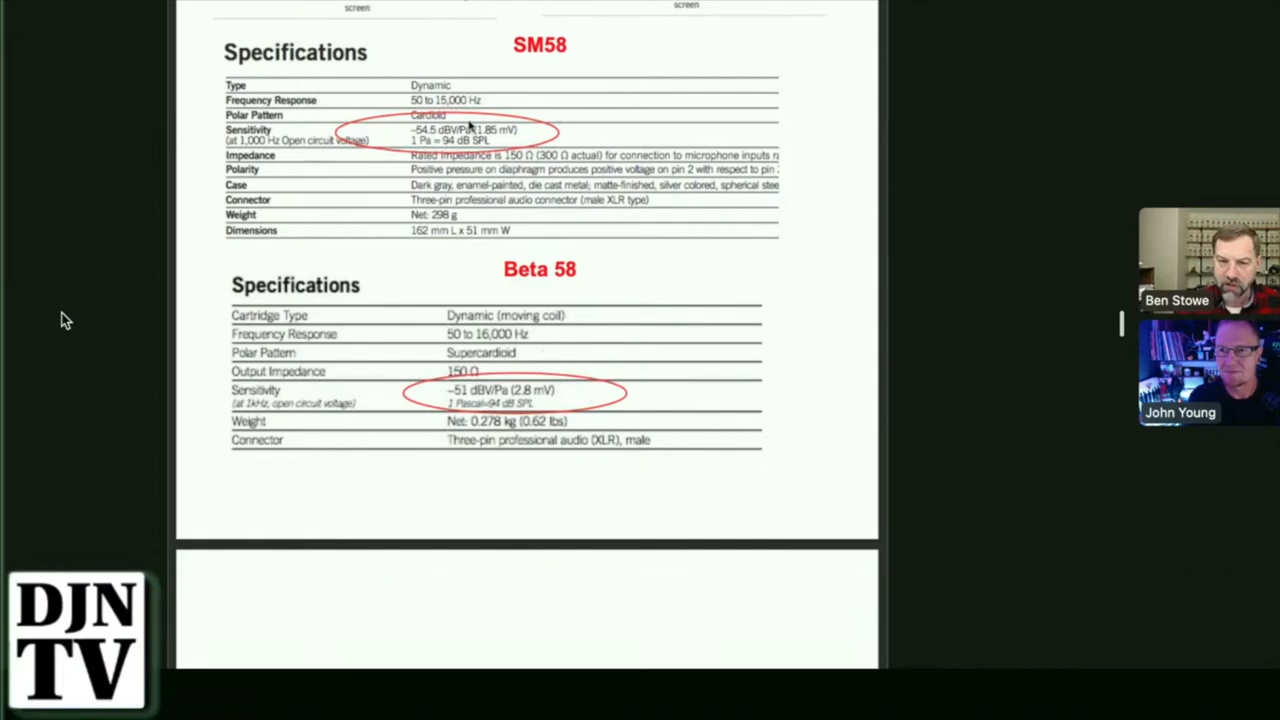 screen
screen
SM58
Specifications
Type Dynamic
Frequency Response 50 to 15,000 Hz
Polar Pattern Cardioid
Sensitivity –54.5 dBV/Pa (1.85 mV)
(at 1,000 Hz Open circuit voltage) 1 Pa = 94 dB SPL
Impedance Rated Impedance is 150 Ω (300 Ω actual) for connection to microphone inputs
Polarity Positive pressure on diaphragm produces positive voltage on pin 2 with respect to pin
Case Dark gray, enamel-painted, die cast metal; matte-finished, silver colored, spherical
Connector Three-pin professional audio connector (male XLR type)
Weight Net: 298 g
Dimensions 162 mm L x 51 mm W
Beta 58
Specifications
Cartridge Type Dynamic (moving coil)
Frequency Response 50 to 16,000 Hz
Polar Pattern Supercardioid
Output Impedance 150 Ω
Sensitivity –51 dBV/Pa (2.8 mV)
(at 1kHz, open circuit voltage) 1 Pascal=94 dB SPL
Weight Net: 0.278 kg (0.62 lbs)
Connector Three-pin professional audio (XLR), male
Ben Stowe
John Young
DJN
TV